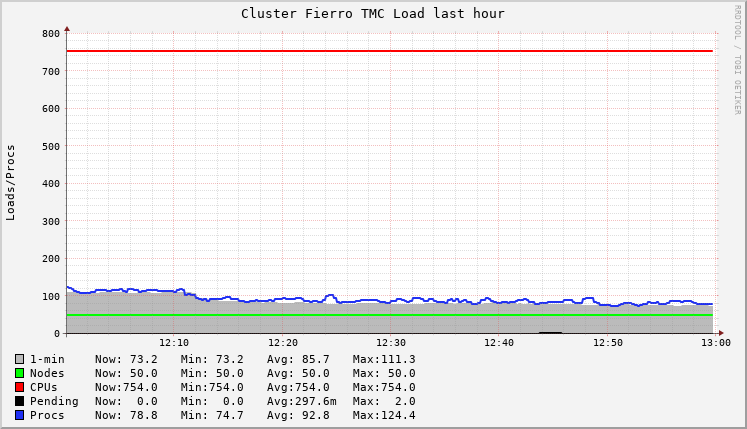 Cluster Fierro TMC Load last hour
RRDTOOL / TOBI OETIKER
Loads/Procs
800
700
600
500
400
300
200
100
0
12:10 12:20 12:30 12:40 12:50 13:00
1-min Now: 73.2 Min: 73.2 Avg: 85.7 Max:111.3
Nodes Now: 50.0 Min: 50.0 Avg: 50.0 Max: 50.0
CPUs Now:754.0 Min:754.0 Avg:754.0 Max:754.0
Pending Now: 0.0 Min: 0.0 Avg:297.6m Max: 2.0
Procs Now: 78.8 Min: 74.7 Avg: 92.8 Max:124.4